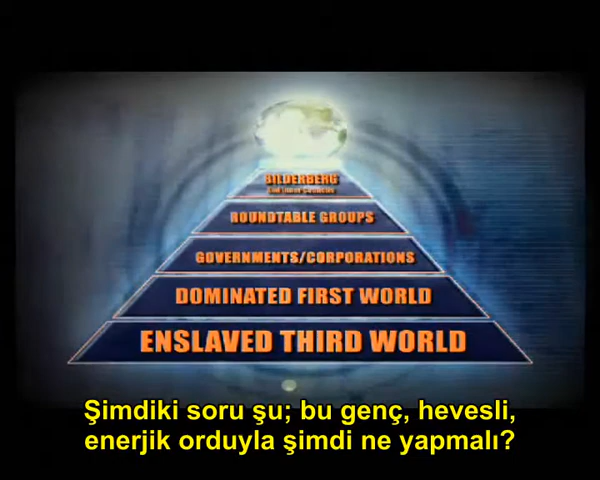 BILDERBERG
ROUNDTABLE GROUPS
GOVERNMENTS/CORPORATIONS
DOMINATED FIRST WORLD
ENSLAVED THIRD WORLD
Şimdiki soru şu; bu genç, hevesli,
enerjik orduyla şimdi ne yapmalı?